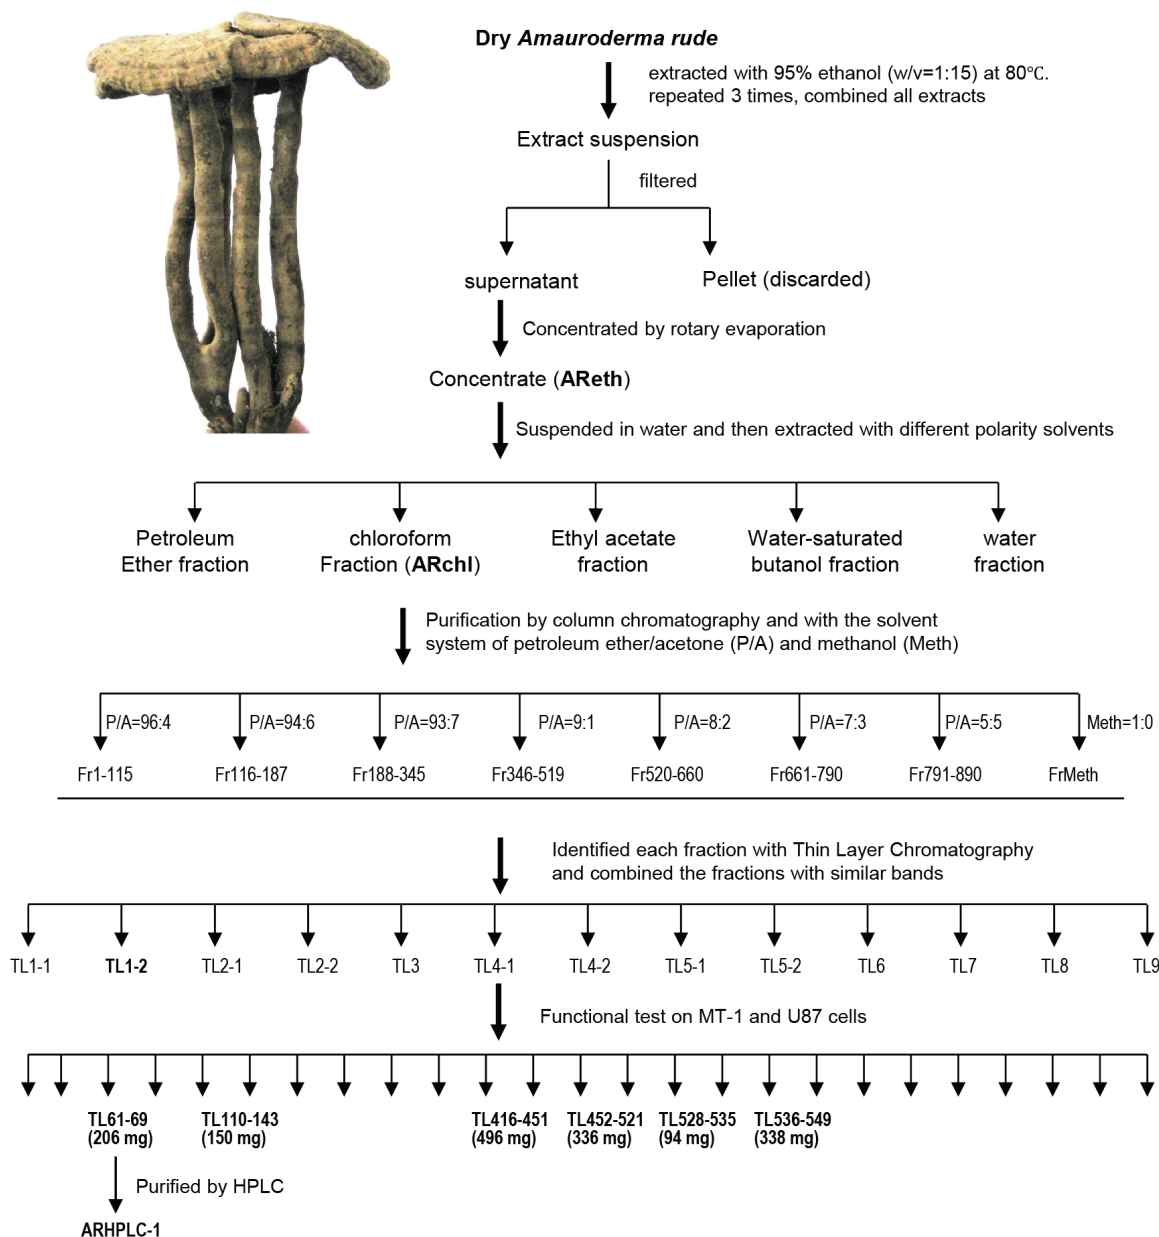 Dry Amauroderma rude
extracted with 95% ethanol (w/v=1:15) at 80℃.
repeated 3 times, combined all extracts
Extract suspension
filtered
supernatant
Pellet (discarded)
Concentrated by rotary evaporation
Concentrate (AReth)
Suspended in water and then extracted with different polarity solvents
Petroleum
Ether fraction
chloroform
Fraction (ARchl)
Ethyl acetate
fraction
Water-saturated
butanol fraction
water
fraction
Purification by column chromatography and with the solvent
system of petroleum ether/acetone (P/A) and methanol (Meth)
P/A=96:4
P/A=94:6
P/A=93:7
P/A=9:1
P/A=8:2
P/A=7:3
P/A=5:5
Meth=1:0
Fr1-115
Fr116-187
Fr188-345
Fr346-519
Fr520-660
Fr661-790
Fr791-890
FrMeth
Identified each fraction with Thin Layer Chromatography
and combined the fractions with similar bands
TL1-1
TL1-2
TL2-1
TL2-2
TL3
TL4-1
TL4-2
TL5-1
TL5-2
TL6
TL7
TL8
TL9
Functional test on MT-1 and U87 cells
TL61-69
(206 mg)
TL110-143
(150 mg)
TL416-451
(496 mg)
TL452-521
(336 mg)
TL528-535
(94 mg)
TL536-549
(338 mg)
Purified by HPLC
ARHPLC-1